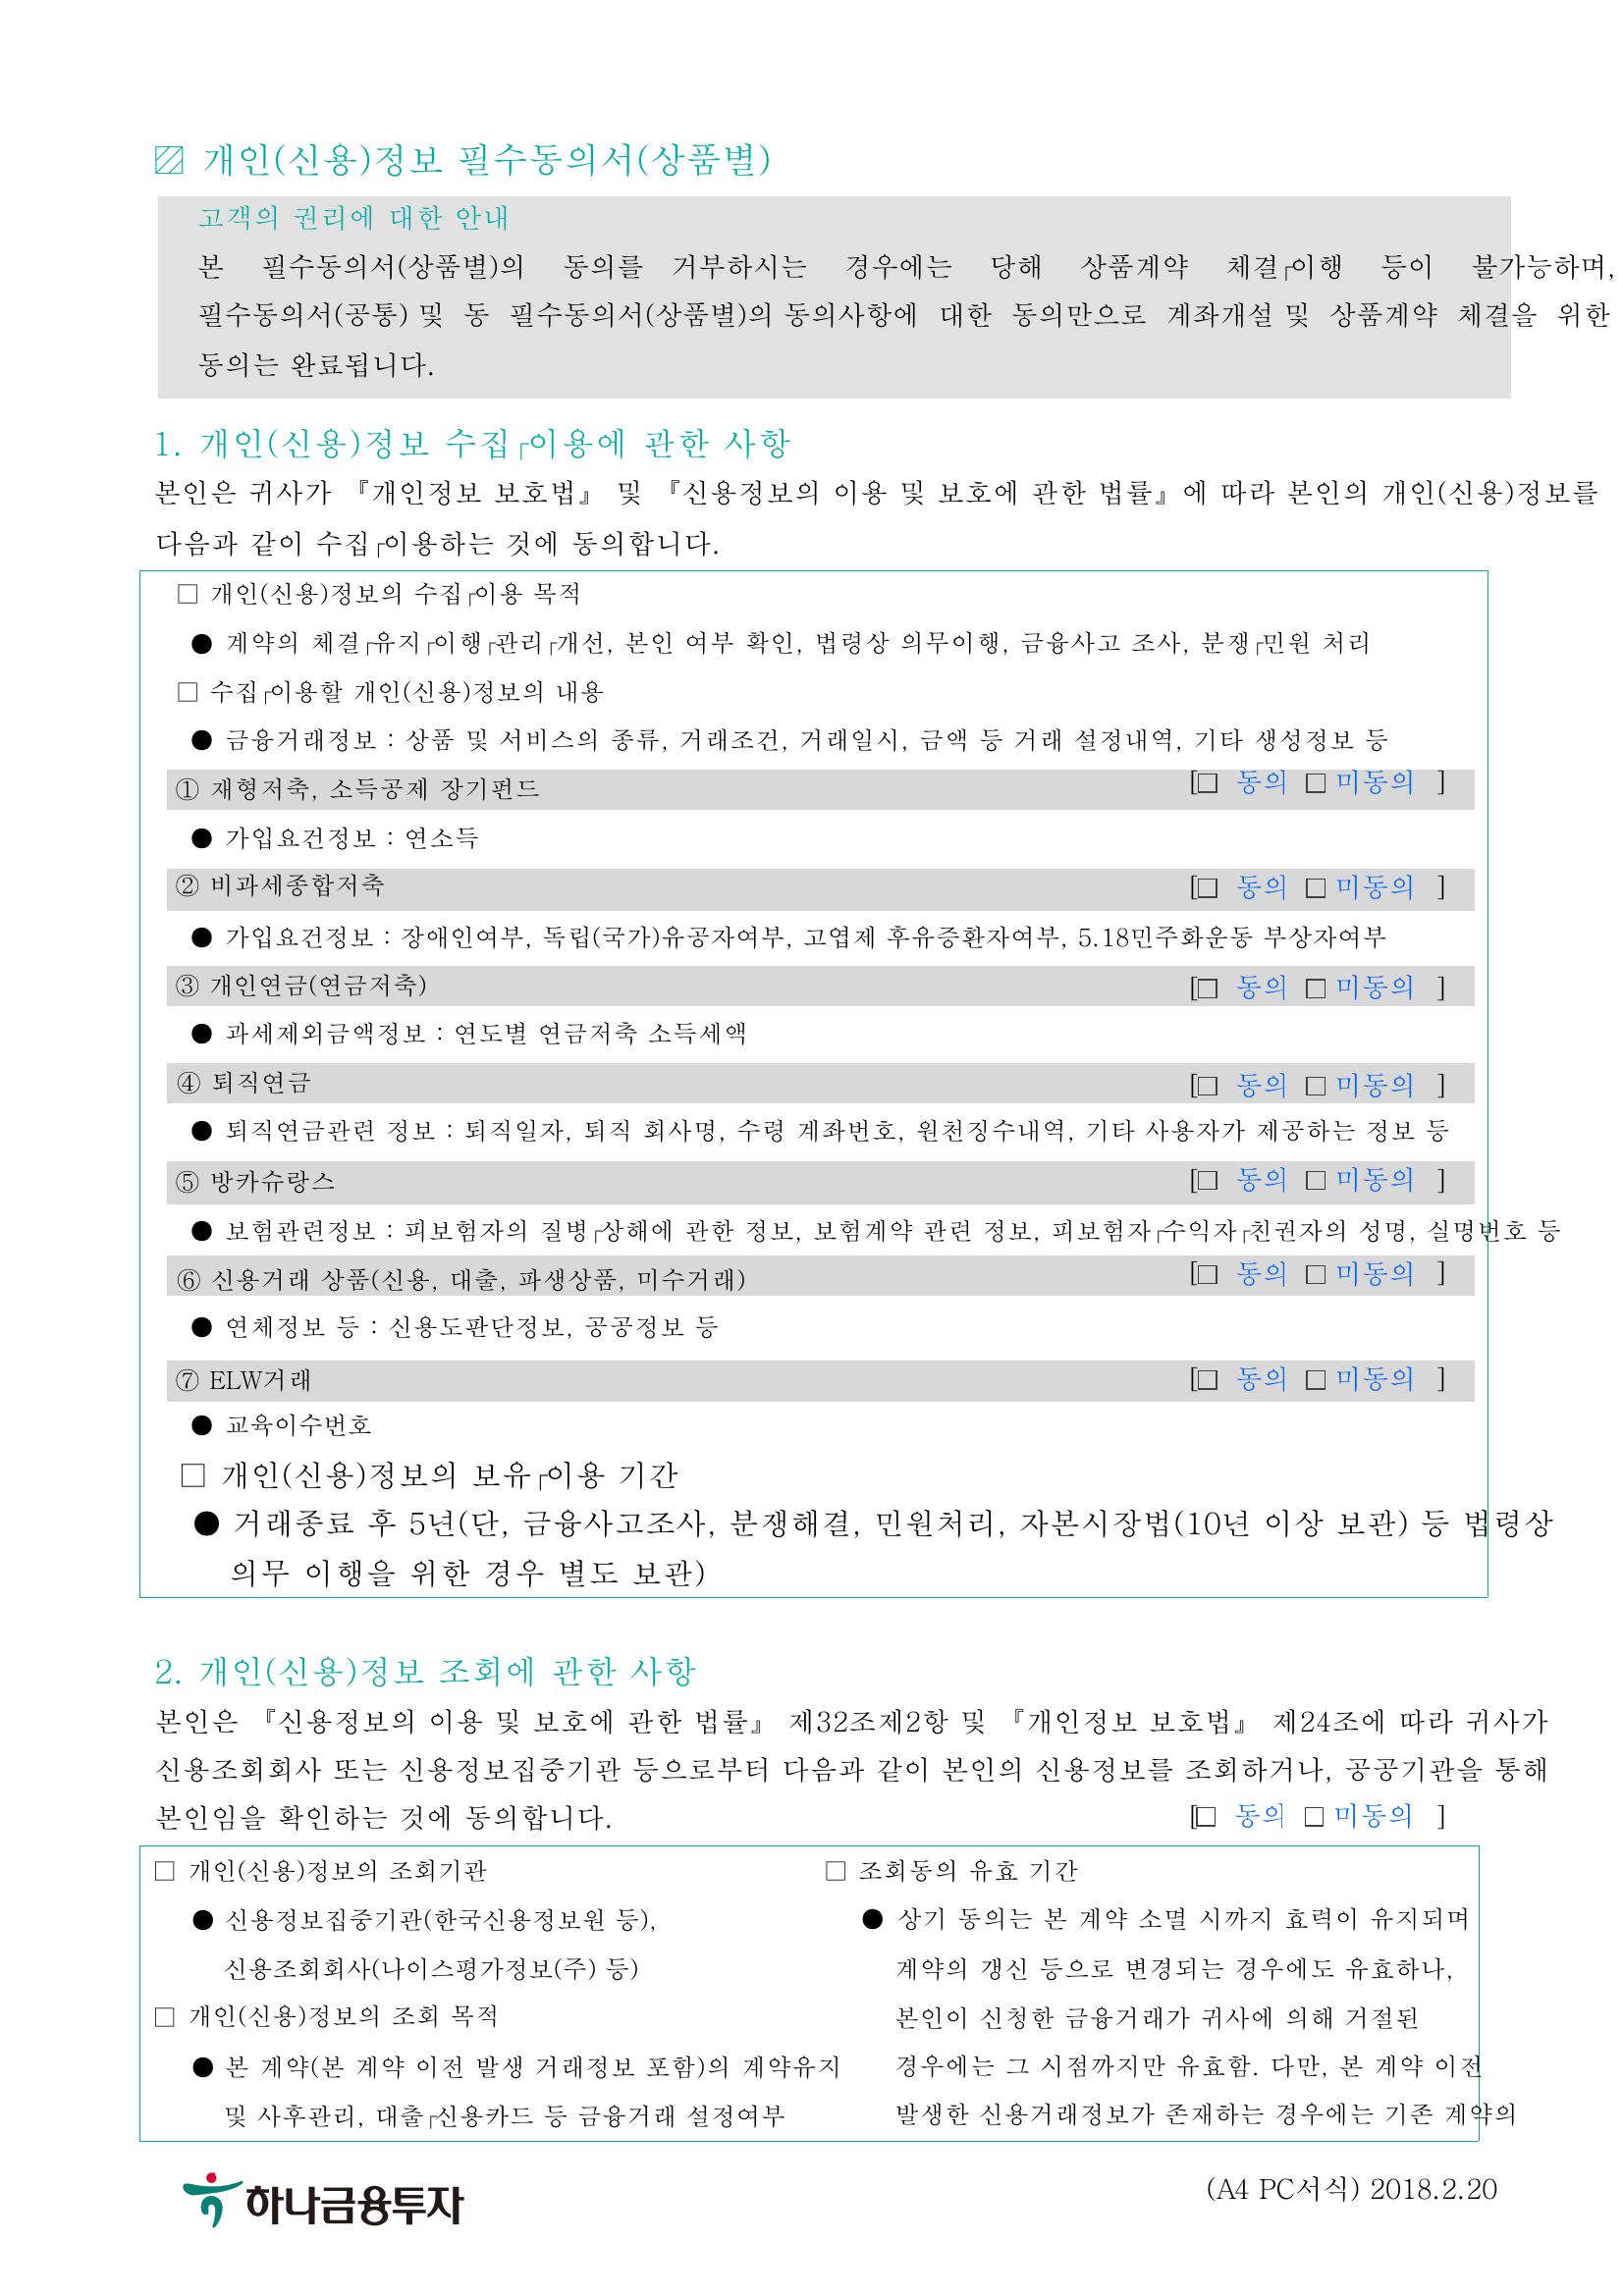 ▨ 개인(신용)정보 필수동의서(상품별)
고객의 권리에 대한 안내
본 필수동의서(상품별)의 동의를 거부하시는 경우에는 당해 상품계약 체결┌이행 등이 불가능하며,
필수동의서(공통) 및 동 필수동의서(상품별)의 동의사항에 대한 동의만으로 계좌개설 및 상품계약 체결을 위한
동의는 완료됩니다.
1. 개인(신용)정보 수집┌이용에 관한 사항
본인은 귀사가 『개인정보 보호법』 및 『신용정보의 이용 및 보호에 관한 법률』에 따라 본인의 개인(신용)정보를
다음과 같이 수집┌이용하는 것에 동의합니다.
□ 개인(신용)정보의 수집┌이용 목적
● 계약의 체결┌유지┌이행┌관리┌개선, 본인 여부 확인, 법령상 의무이행, 금융사고 조사, 분쟁┌민원 처리
□ 수집┌이용할 개인(신용)정보의 내용
● 금융거래정보 : 상품 및 서비스의 종류, 거래조건, 거래일시, 금액 등 거래 설정내역, 기타 생성정보 등
① 재형저축, 소득공제 장기펀드 [□ 동의 □ 미동의 ]
● 가입요건정보 : 연소득
② 비과세종합저축 [□ 동의 □ 미동의 ]
● 가입요건정보 : 장애인여부, 독립(국가)유공자여부, 고엽제 후유증환자여부, 5.18민주화운동 부상자여부
③ 개인연금(연금저축) [□ 동의 □ 미동의 ]
● 과세제외금액정보 : 연도별 연금저축 소득세액
④ 퇴직연금 [□ 동의 □ 미동의 ]
● 퇴직연금관련 정보 : 퇴직일자, 퇴직 회사명, 수령 계좌번호, 원천징수내역, 기타 사용자가 제공하는 정보 등
⑤ 방카슈랑스 [□ 동의 □ 미동의 ]
● 보험관련정보 : 피보험자의 질병┌상해에 관한 정보, 보험계약 관련 정보, 피보험자┌수익자┌친권자의 성명, 실명번호 등
⑥ 신용거래 상품(신용, 대출, 파생상품, 미수거래) [□ 동의 □ 미동의 ]
● 연체정보 등 : 신용도판단정보, 공공정보 등
⑦ ELW거래 [□ 동의 □ 미동의 ]
● 교육이수번호
□ 개인(신용)정보의 보유┌이용 기간
● 거래종료 후 5년(단, 금융사고조사, 분쟁해결, 민원처리, 자본시장법(10년 이상 보관) 등 법령상
의무 이행을 위한 경우 별도 보관)
2. 개인(신용)정보 조회에 관한 사항
본인은 『신용정보의 이용 및 보호에 관한 법률』 제32조제2항 및 『개인정보 보호법』 제24조에 따라 귀사가
신용조회회사 또는 신용정보집중기관 등으로부터 다음과 같이 본인의 신용정보를 조회하거나, 공공기관을 통해
본인임을 확인하는 것에 동의합니다. [□ 동의 □ 미동의 ]
□ 개인(신용)정보의 조회기관
● 신용정보집중기관(한국신용정보원 등),
신용조회회사(나이스평가정보(주) 등)
□ 개인(신용)정보의 조회 목적
● 본 계약(본 계약 이전 발생 거래정보 포함)의 계약유지
및 사후관리, 대출┌신용카드 등 금융거래 설정여부
□ 조회동의 유효 기간
● 상기 동의는 본 계약 소멸 시까지 효력이 유지되며
계약의 갱신 등으로 변경되는 경우에도 유효하나,
본인이 신청한 금융거래가 귀사에 의해 거절된
경우에는 그 시점까지만 유효함. 다만, 본 계약 이전
발생한 신용거래정보가 존재하는 경우에는 기존 계약의
하나금융투자
(A4 PC서식) 2018.2.20